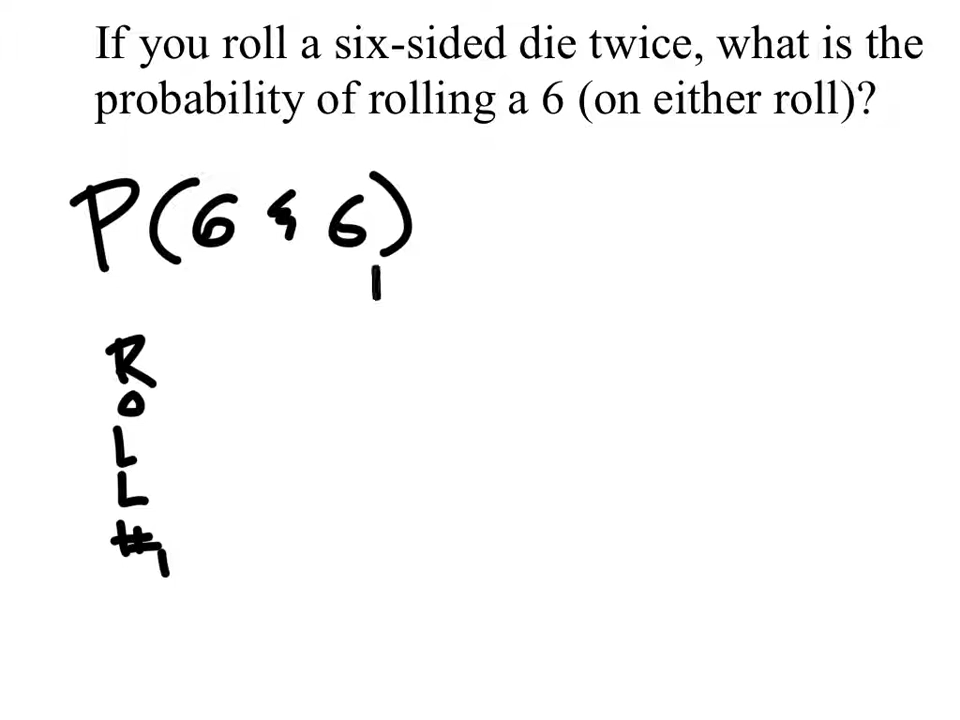 If you roll a six-sided die twice, what is the
probability of rolling a 6 (on either roll)?
P(6 & 6)
1
R
O
L
L
#1